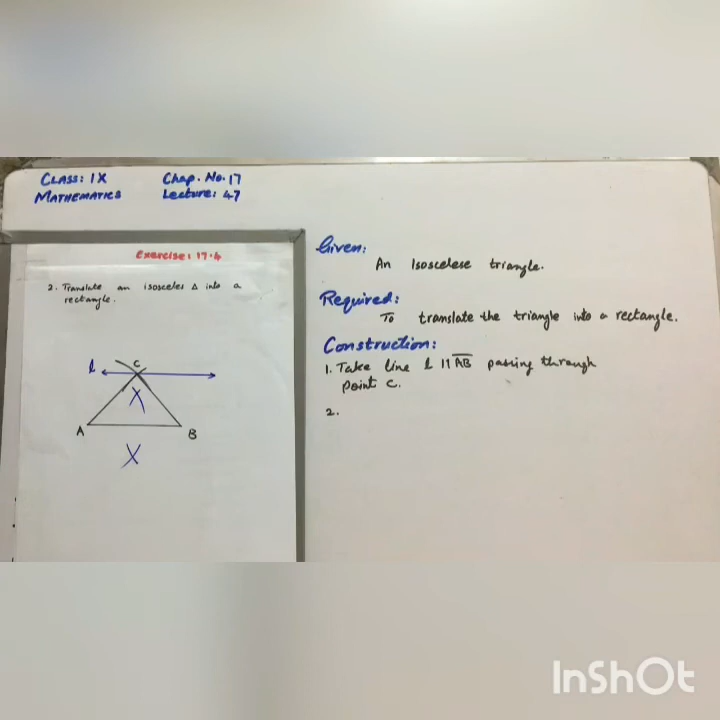 CLASS: IX Chap. No. 17
MATHEMATICS Lecture: 47
Exercise: 17.4
2. Translate an isosceles Δ into a
rectangle.
l
C
A
B
Given:
An Isoscelese triangle.
Required:
To translate the triangle into a rectangle.
Construction:
1. Take line l || AB passing through
point C.
2.
InShOt